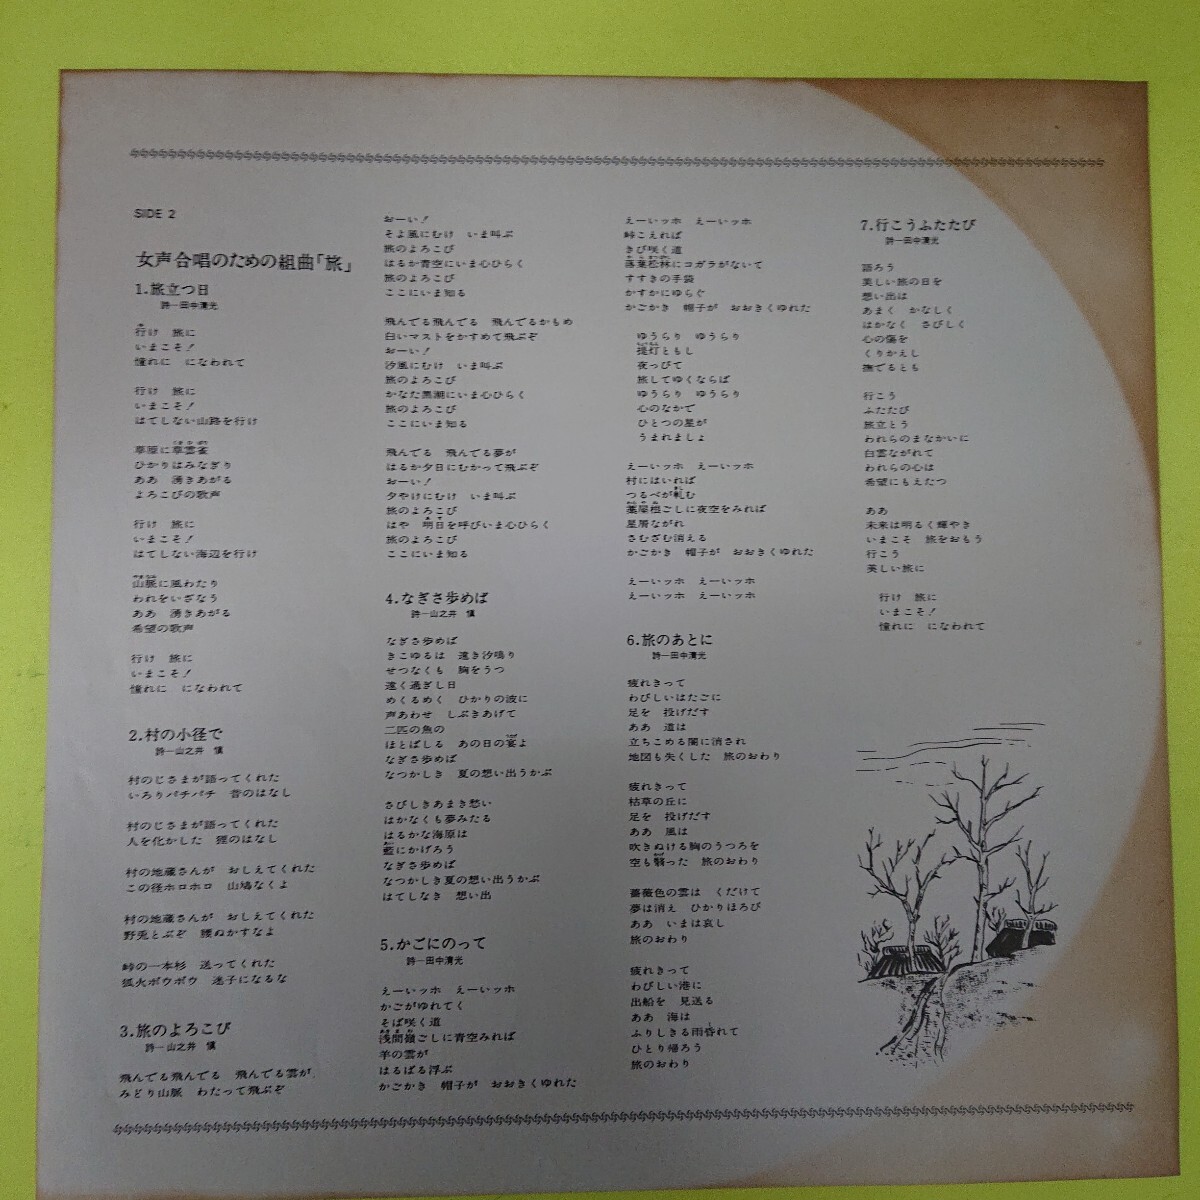 SIDE 2
女声合唱のための組曲「旅」
1.旅立つ日
詩―田中清光
行け　旅に
いまこそ!
憧れに　になわれて
行け　旅に
いまこそ!
はてしない山路を行け
草原に草雲雀
ひかりはみなぎり
ああ　湧きあがる
よろこびの歌声
行け　旅に
いまこそ!
はてしない海辺を行け
山脈に風わたり
われをいざなう
ああ　湧きあがる
希望の歌声
行け　旅に
いまこそ!
憧れに　になわれて
2.村の小径で
詩―山之井　愼
村のじさまが語ってくれた
いろりパチパチ　昔のはなし
村のじさまが語ってくれた
人を化かした　狸のはなし
村の地蔵さんが　おしえてくれた
この径ホロホロ　山鳩なくよ
村の地蔵さんが　おしえてくれた
野兎とぶぞ　腰ぬかすなよ
峠の一本杉　送ってくれた
狐火ボウボウ　迷子になるな
3.旅のよろこび
詩―山之井　愼
飛んでる飛んでる　飛んでる雲が
みどり山脈　わたって飛ぶぞ
おーい!
そよ風にむけ　いま叫ぶ
旅のよろこび
はるか青空にいま心ひらく
旅のよろこび
ここにいま知る
飛んでる飛んでる　飛んでるかもめ
白いマストをかすめて飛ぶぞ
おーい!
汐風にむけ　いま叫ぶ
旅のよろこび
かなた黒潮にいま心ひらく
旅のよろこび
ここにいま知る
飛んでる　飛んでる夢が
はるか夕日にむかって飛ぶぞ
おーい!
夕やけにむけ　いま叫ぶ
旅のよろこび
はや　明日を呼びいま心ひらく
旅のよろこび
ここにいま知る
4.なぎさ歩めば
詩―山之井　愼
なぎさ歩めば
きこゆるは　遠き汐鳴り
せつなくも　胸をうつ
遠く過ぎし日
めくるめく　ひかりの波に
声あわせ　しぶきあげて
二匹の魚の
ほとばしる　あの日の宴よ
なぎさ歩めば
なつかしき　夏の想い出うかぶ
さびしきあまき愁い
はかなくも夢みたる
はるかな海原は
藍にかげろう
なぎさ歩めば
なつかしき夏の想い出うかぶ
はてしなき　想い出
5.かごにのって
詩―田中清光
えーいッホ　えーいッホ
かごがゆれてく
そば咲く道
浅間嶺ごしに青空みれば
羊の雲が
はるばる浮ぶ
かごかき　帽子が　おおきくゆれた
えーいッホ　えーいッホ
峠こえれば
きび咲く道
落葉松林にコガラがないて
すすきの手袋
かすかにゆらぐ
かごかき　帽子が　おおきくゆれた
ゆうらり　ゆうらり
提灯ともし
夜っぴて
旅してゆくならば
ゆうらり　ゆうらり
心のなかで
ひとつの星が
うまれましょ
えーいッホ　えーいッホ
村にはいれば
つるべが軋む
藁屋根ごしに夜空をみれば
星屑ながれ
さむざむ消える
かごかき　帽子が　おおきくゆれた
えーいッホ　えーいッホ
えーいッホ　えーいッホ
6.旅のあとに
詩―田中清光
疲れきって
わびしいはたごに
足を　投げだす
ああ　道は
立ちこめる闇に消され
地図も失くした　旅のおわり
疲れきって
枯草の丘に
足を　投げだす
ああ　風は
吹きぬける胸のうつろを
空も翳った　旅のおわり
薔薇色の雲は　くだけて
夢は消え　ひかりほろび
ああ　いまは哀し
旅のおわり
疲れきって
わびしい港に
出船を　見送る
ああ　海は
ふりしきる雨昏れて
ひとり帰ろう
旅のおわり
7.行こうふたたび
詩―田中清光
語ろう
美しい旅の日を
想い出は
あまく　かなしく
はかなく　さびしく
心の傷を
くりかえし
撫でるとも
行こう
ふたたび
旅立とう
われらのまなかいに
白雲ながれて
われらの心は
希望にもえたつ
ああ
未来は明るく輝やき
いまこそ　旅をおもう
行こう
美しい旅に
行け　旅に
いまこそ!
憧れに　になわれて